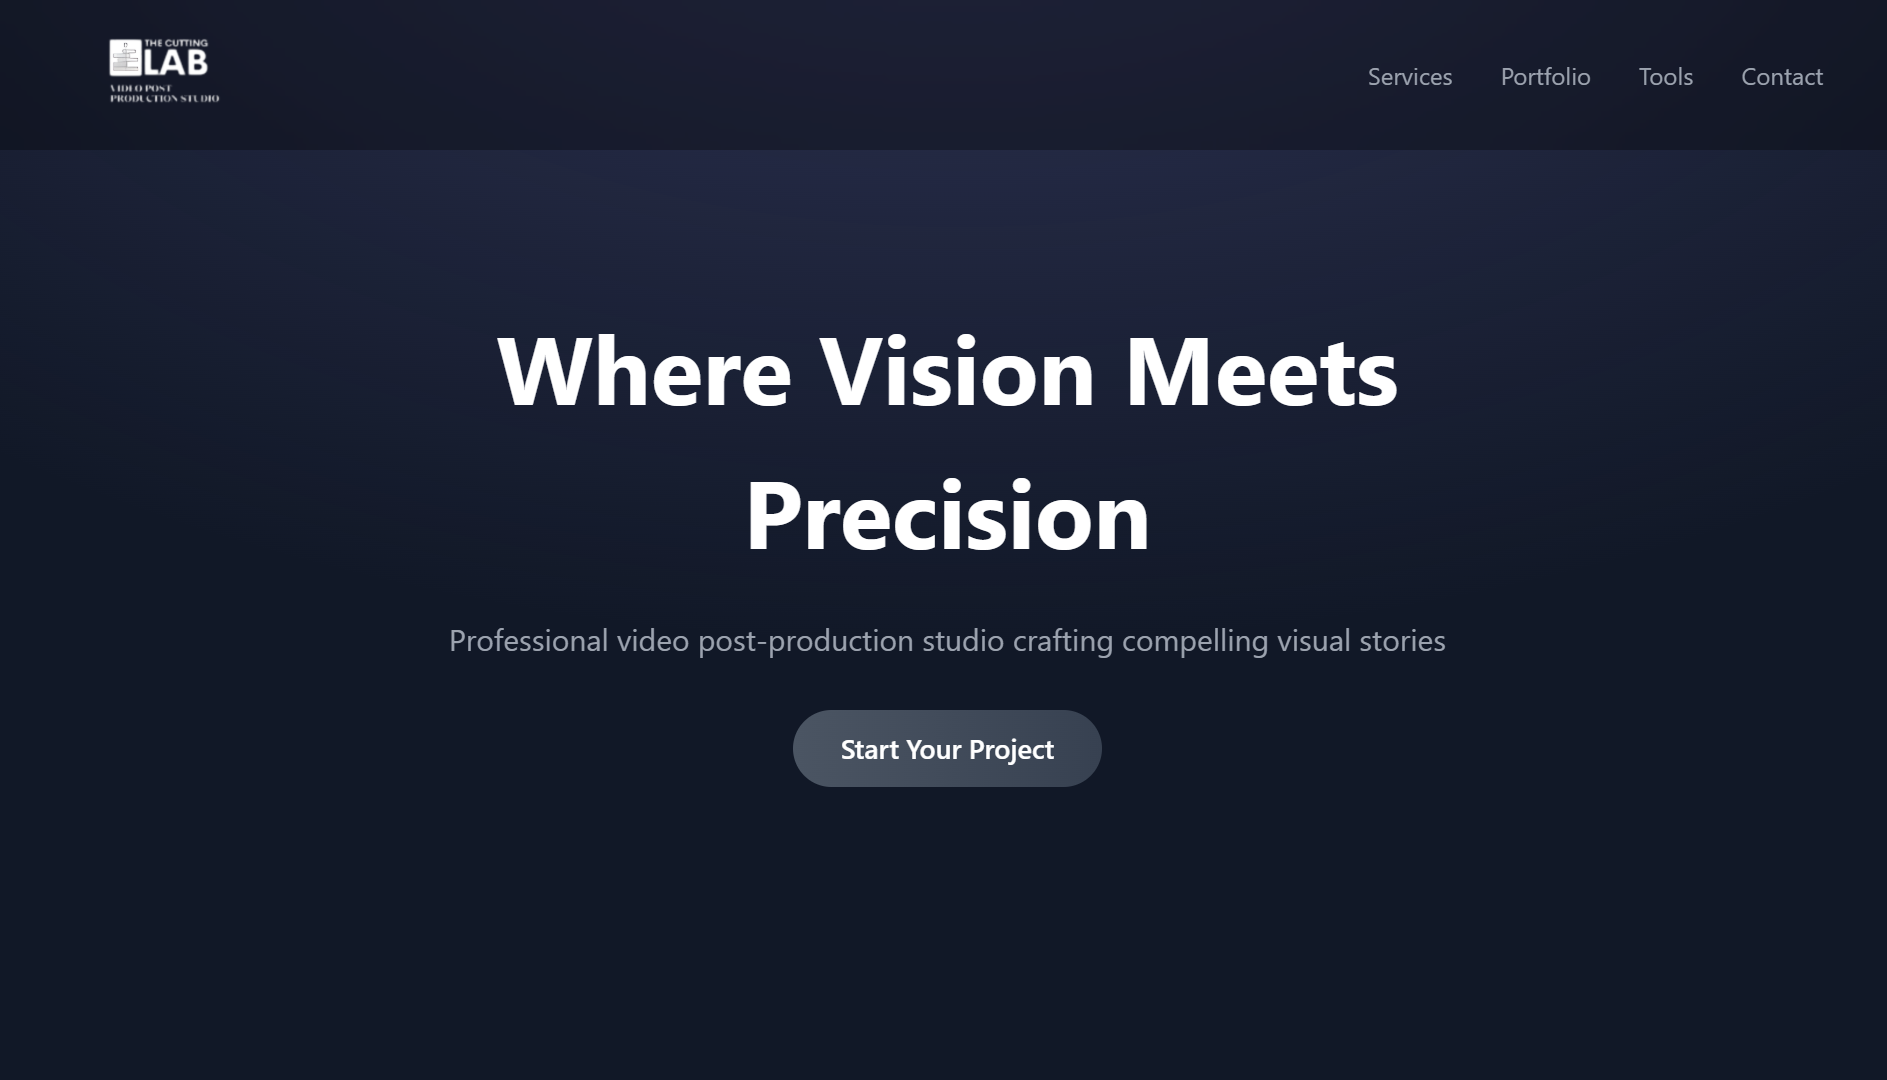 THE CUTTING
LAB
VIDEO POST
PRODUCTION STUDIO
Services
Portfolio
Tools
Contact
Where Vision Meets
Precision
Professional video post-production studio crafting compelling visual stories
Start Your Project